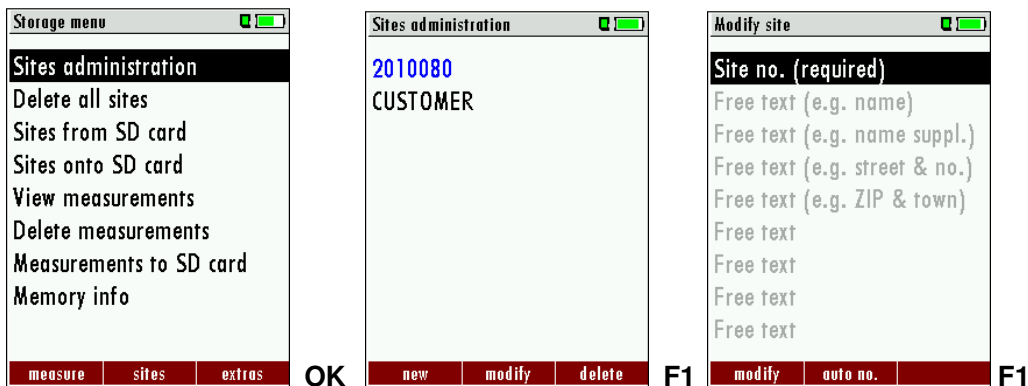 Storage menu
Sites administration
Delete all sites
Sites from SD card
Sites onto SD card
View measurements
Delete measurements
Measurements to SD card
Memory info
measure sites extras
OK
Sites administration
2010080
CUSTOMER
new modify delete
F1
Modify site
Site no. (required)
Free text (e.g. name)
Free text (e.g. name suppl.)
Free text (e.g. street & no.)
Free text (e.g. ZIP & town)
Free text
Free text
Free text
Free text
modify auto no.
F1